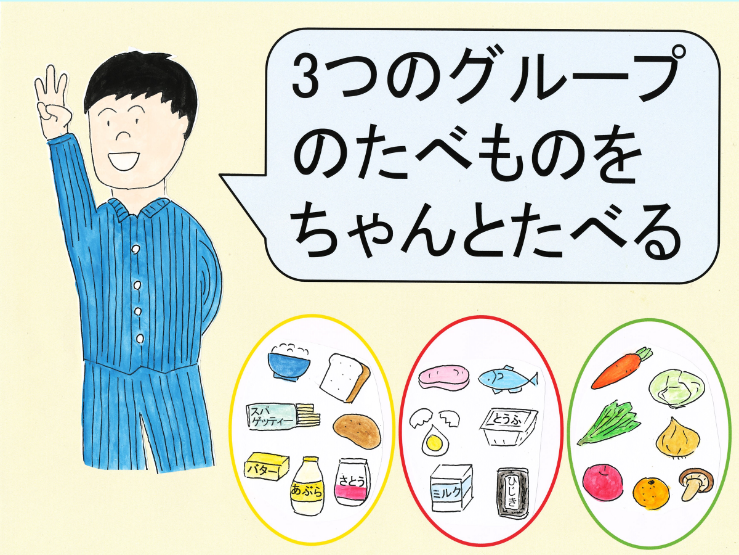 3つのグループ
のたべものを
ちゃんとたべる
スパ
ゲッティー
バター
あぶら
さとう
とうふ
ミルク
ひじき